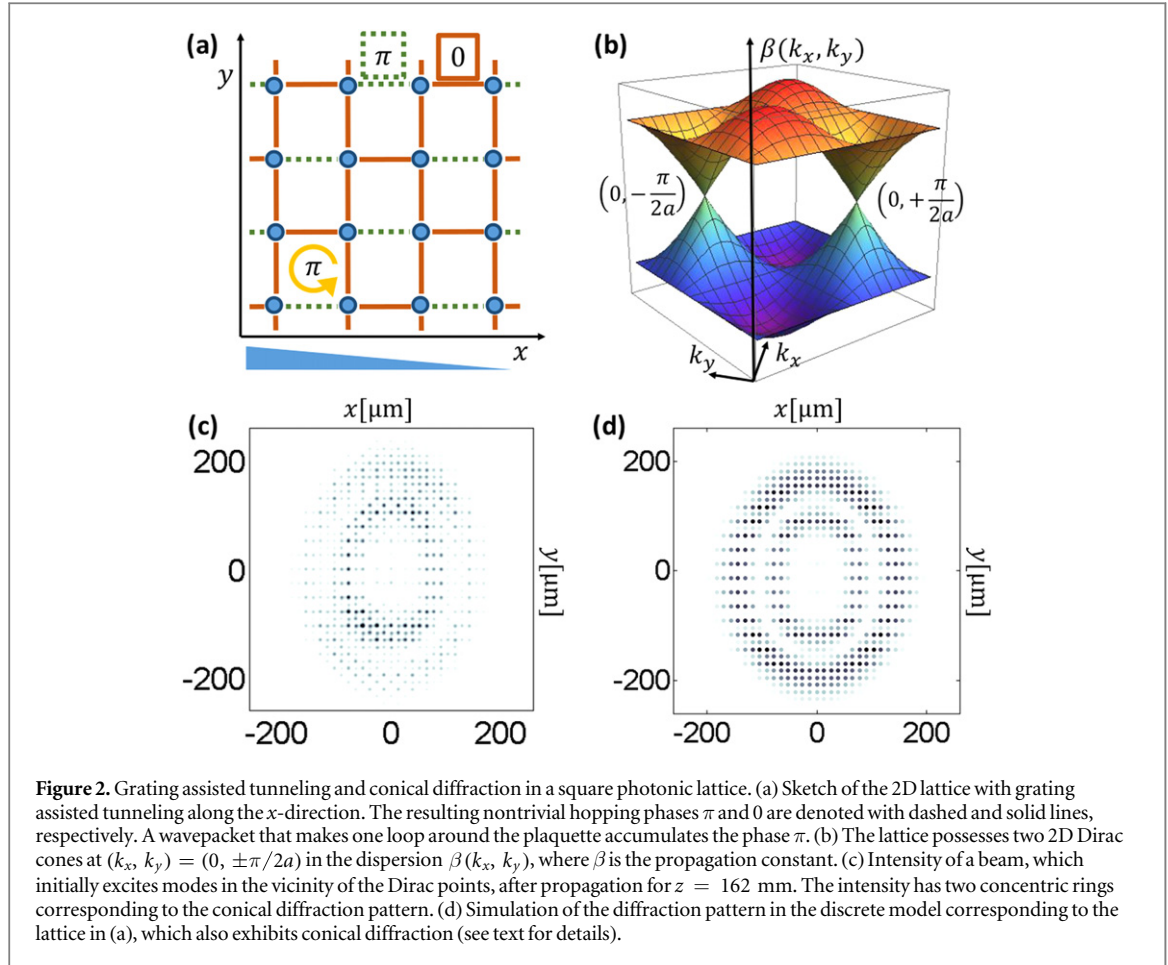 (a)
y
π
0
π
x
(b)
β(kx, ky)
(0, −π/2a)
(0, +π/2a)
ky
kx
(c)
x[μm]
200
0
-200
-200 0 200
y[μm]
(d)
x[μm]
200
0
-200
-200 0 200
y[μm]
Figure 2. Grating assisted tunneling and conical diffraction in a square photonic lattice. (a) Sketch of the 2D lattice with grating
assisted tunneling along the x-direction. The resulting nontrivial hopping phases π and 0 are denoted with dashed and solid lines,
respectively. A wavepacket that makes one loop around the plaquette accumulates the phase π. (b) The lattice possesses two 2D Dirac
cones at (kx, ky) = (0, ±π/2a) in the dispersion β(kx, ky), where β is the propagation constant. (c) Intensity of a beam, which
initially excites modes in the vicinity of the Dirac points, after propagation for z = 162 mm. The intensity has two concentric rings
corresponding to the conical diffraction pattern. (d) Simulation of the diffraction pattern in the discrete model corresponding to the
lattice in (a), which also exhibits conical diffraction (see text for details).